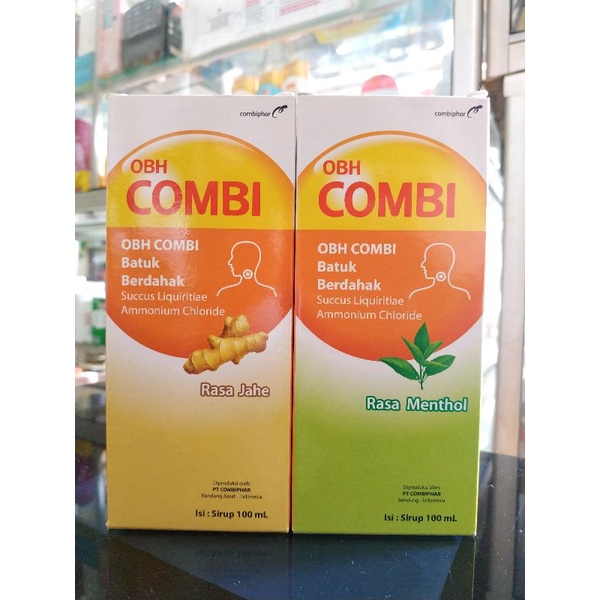 combiphar
OBH
COMBI
OBH COMBI
Batuk
Berdahak
Succus Liquiritiae
Ammonium Chloride
Rasa Jahe
Diproduksi oleh:
PT COMBIPHAR
Bandung Barat - Indonesia
Isi : Sirup 100 mL
combiphar
OBH
COMBI
OBH COMBI
Batuk
Berdahak
Succus Liquiritiae
Ammonium Chloride
Rasa Menthol
Diproduksi oleh:
PT COMBIPHAR
Bandung - Indonesia
Isi : Sirup 100 mL